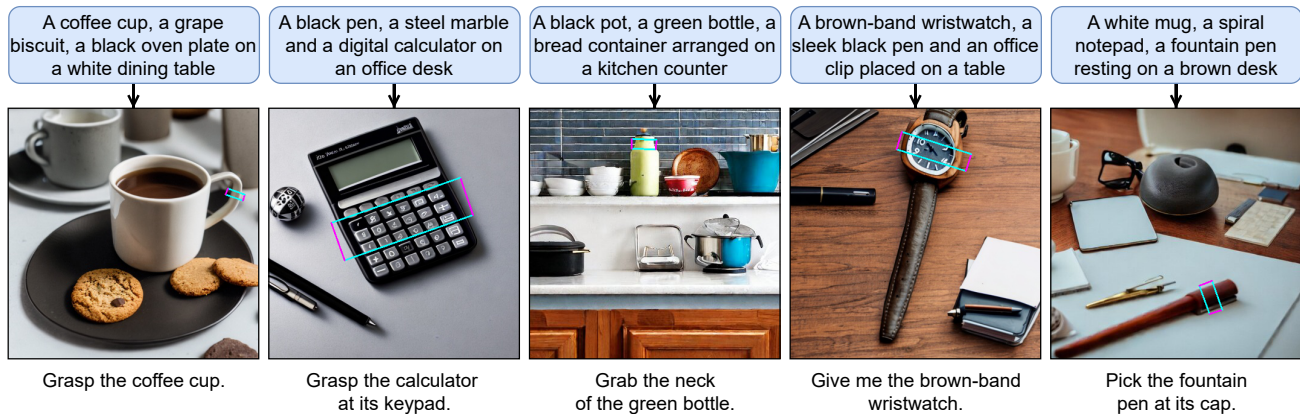 A coffee cup, a grape
biscuit, a black oven plate on
a white dining table
A black pen, a steel marble
and a digital calculator on
an office desk
A black pot, a green bottle, a
bread container arranged on
a kitchen counter
A brown-band wristwatch, a
sleek black pen and an office
clip placed on a table
A white mug, a spiral
notepad, a fountain pen
resting on a brown desk
Grasp the coffee cup.
Grasp the calculator
at its keypad.
Grab the neck
of the green bottle.
Give me the brown-band
wristwatch.
Pick the fountain
pen at its cap.